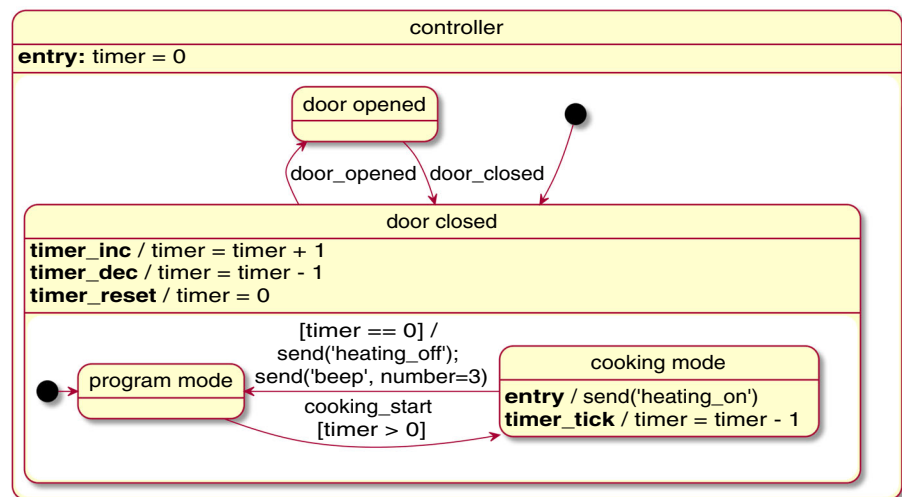 controller
entry: timer = 0
door opened
door_opened
door_closed
door closed
timer_inc / timer = timer + 1
timer_dec / timer = timer - 1
timer_reset / timer = 0
[timer == 0] /
send('heating_off');
send('beep', number=3)
program mode
cooking mode
entry / send('heating_on')
timer_tick / timer = timer - 1
cooking_start
[timer > 0]